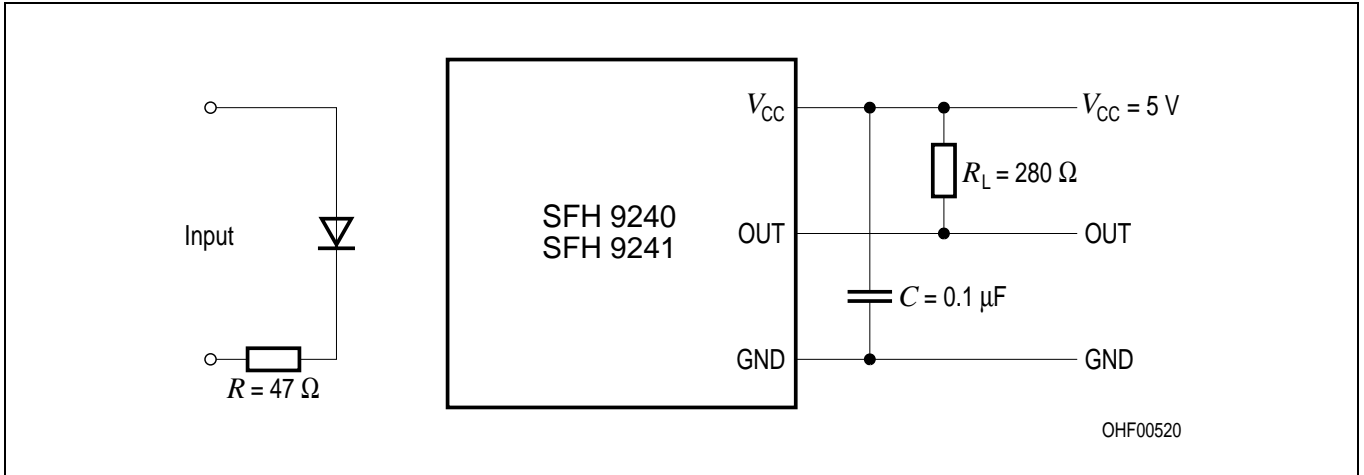 V_CC
V_CC = 5 V
R_L = 280 Ω
SFH 9240
SFH 9241
Input
OUT
OUT
C = 0.1 µF
GND
GND
R = 47 Ω
OHF00520